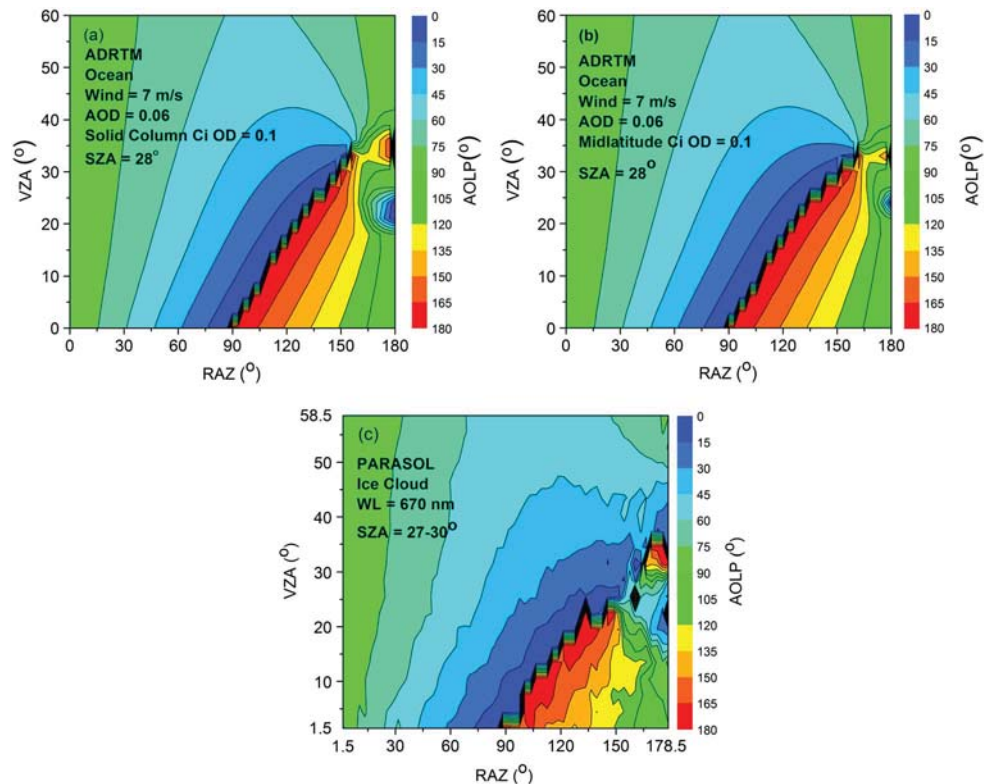 (a)
ADRTM
Ocean
Wind = 7 m/s
AOD = 0.06
Solid Column Ci OD = 0.1
SZA = 28°
VZA (°)
60
50
40
30
20
10
0
0 30 60 90 120 150 180
RAZ (°)
AOLP(°)
0
15
30
45
60
75
90
105
120
135
150
165
180
(b)
ADRTM
Ocean
Wind = 7 m/s
AOD = 0.06
Midlatitude Ci OD = 0.1
SZA = 28°
VZA (°)
60
50
40
30
20
10
0
0 30 60 90 120 150 180
RAZ (°)
AOLP(°)
0
15
30
45
60
75
90
105
120
135
150
165
180
(c)
PARASOL
Ice Cloud
WL = 670 nm
SZA = 27-30°
VZA (°)
58.5
50
40
30
20
10
1.5
1.5 30 60 90 120 150 178.5
RAZ (°)
AOLP (°)
0
15
30
45
60
75
90
105
120
135
150
165
180